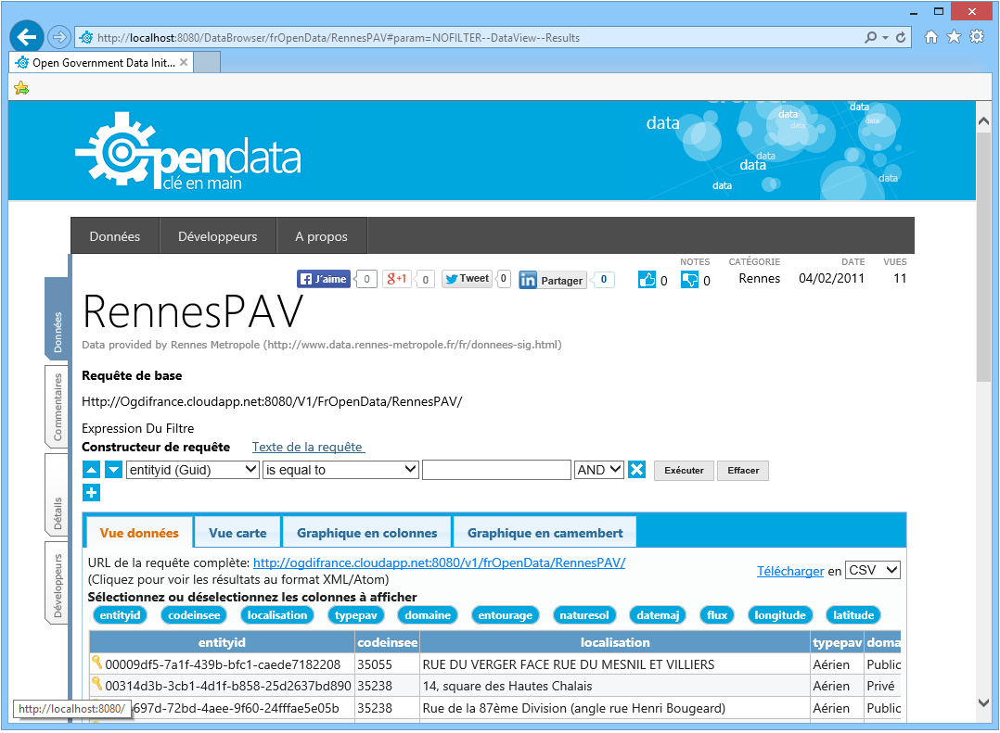 http://localhost:8080/DataBrowser/frOpenData/RennesPAV#param=NOFILTER--DataView--Results
Open Government Data Init...
opendata
clé en main
data
data
data
data
data
data
data
data
Données
Développeurs
A propos
J'aime 0
g+1 0
Tweet 0
in Partager 0
NOTES CATÉGORIE DATE VUES
0 0 Rennes 04/02/2011 11
RennesPAV
Data provided by Rennes Metropole (http://www.data.rennes-metropole.fr/fr/donnees-sig.html)
Données
Commentaires
Détails
Développeurs
Requête de base
Http://Ogdifrance.cloudapp.net:8080/V1/FrOpenData/RennesPAV/
Expression Du Filtre
Constructeur de requête Texte de la requête
entityid (Guid) is equal to AND Exécuter Effacer
Vue données Vue carte Graphique en colonnes Graphique en camembert
URL de la requête complète: http://ogdifrance.cloudapp.net:8080/v1/frOpenData/RennesPAV/
(Cliquez pour voir les résultats au format XML/Atom)
Télécharger en CSV
Sélectionnez ou déselectionnez les colonnes à afficher
entityid codeinsee localisation typepav domaine entourage naturesol datemaj flux longitude latitude
entityid codeinsee localisation typepav doma
00009df5-7a1f-439b-bfc1-caede7182208 35055 RUE DU VERGER FACE RUE DU MESNIL ET VILLIERS Aérien Public
00314d3b-3cb1-4d1f-b858-25d2637bd890 35238 14, square des Hautes Chalais Aérien Privé
697d-72bd-4aee-9f60-24fffae5e05b 35238 Rue de la 87ème Division (angle rue Henri Bougeard) Aérien Public
http://localhost:8080/